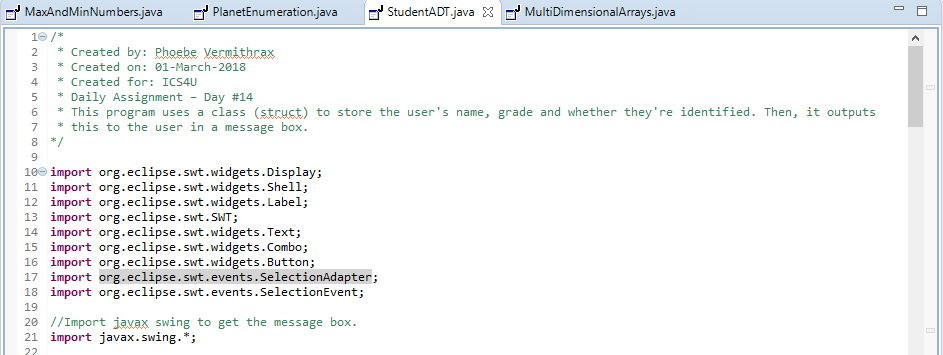 MaxAndMinNumbers.java PlanetEnumeration.java StudentADT.java MultiDimensionalArrays.java
1 /*
2 * Created by: Phoebe Vermithrax
3 * Created on: 01-March-2018
4 * Created for: ICS4U
5 * Daily Assignment – Day #14
6 * This program uses a class (struct) to store the user's name, grade and whether they're identified. Then, it outputs
7 * this to the user in a message box.
8 */
9
10 import org.eclipse.swt.widgets.Display;
11 import org.eclipse.swt.widgets.Shell;
12 import org.eclipse.swt.widgets.Label;
13 import org.eclipse.swt.SWT;
14 import org.eclipse.swt.widgets.Text;
15 import org.eclipse.swt.widgets.Combo;
16 import org.eclipse.swt.widgets.Button;
17 import org.eclipse.swt.events.SelectionAdapter;
18 import org.eclipse.swt.events.SelectionEvent;
19
20 //Import javax swing to get the message box.
21 import javax.swing.*;
22